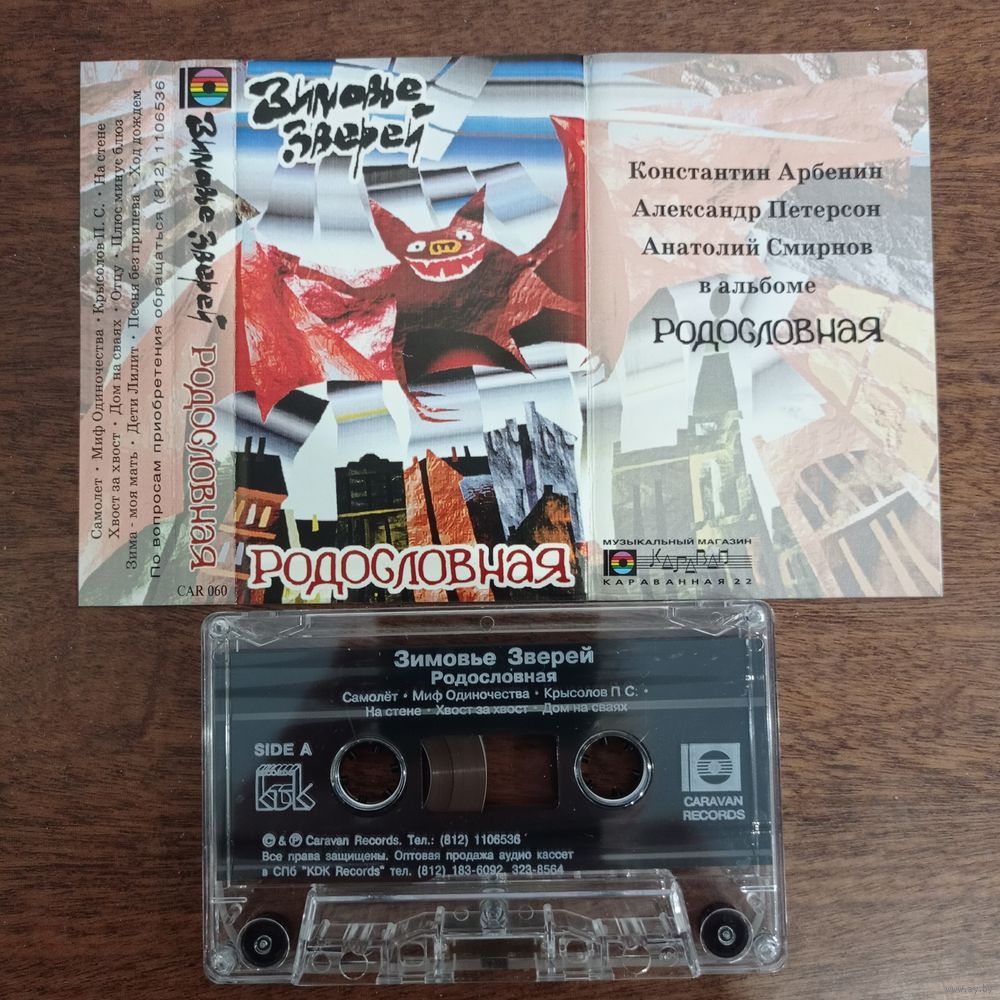 Самолет • Миф Одиночества • Крысолов П. С. • На стене
Хвост за хвост • Дом на сваях • Отцу • Плюс минус блюз
Зима - моя мать • Дети Лилит • Песня без припева • Ход дождем
По вопросам приобретения обращаться (812) 1106536
Зимовье Зверей
Родословная
CAR 060
Зимовье
Зверей
Родословная
Константин Арбенин
Александр Петерсон
Анатолий Смирнов
в альбоме
Родословная
МУЗЫКАЛЬНЫЙ МАГАЗИН
КАРАВАН
КАРАВАННАЯ 22
Зимовье Зверей
Родословная
Самолёт • Миф Одиночества • Крысолов П С. •
На стене • Хвост за хвост • Дом на сваях
SIDE A
KDK
CARAVAN
RECORDS
© & ℗ Caravan Records. Тел.: (812) 1106536
Все права защищены. Оптовая продажа аудио кассет
в СПб "KDK Records" тел. (812) 183-6092, 323-8564
www.ay.by